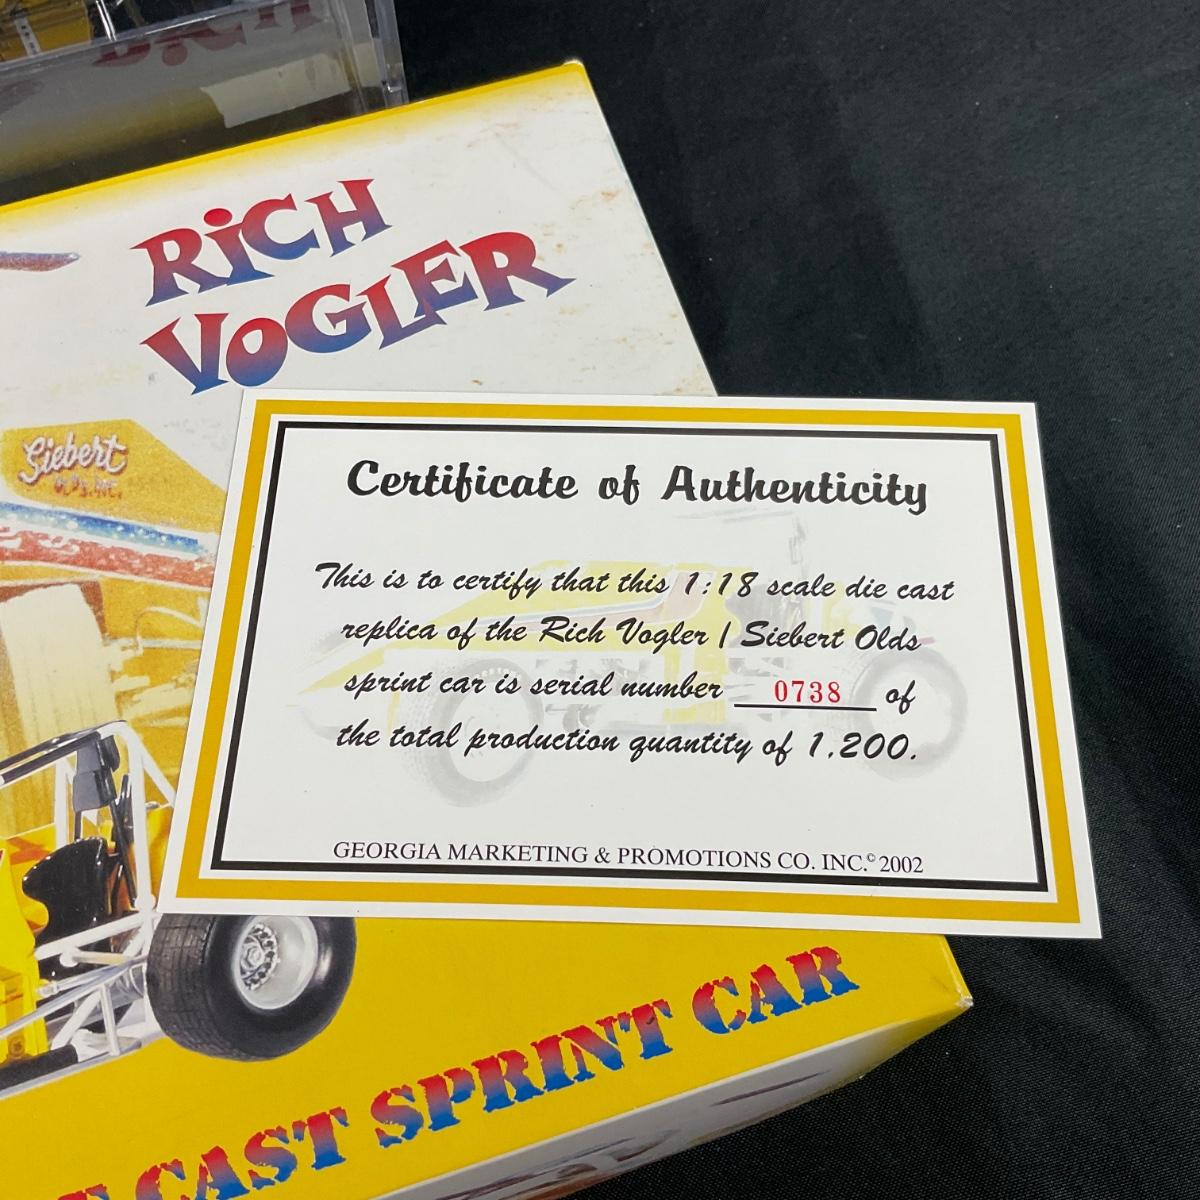 RiCH
VOGLER
Siebert
OLDS. INC.
Certificate of Authenticity
This is to certify that this 1:18 scale die cast
replica of the Rich Vogler / Siebert Olds
sprint car is serial number 0738 of
the total production quantity of 1,200.
GEORGIA MARKETING & PROMOTIONS CO. INC.© 2002
CAST SPRINT CAR